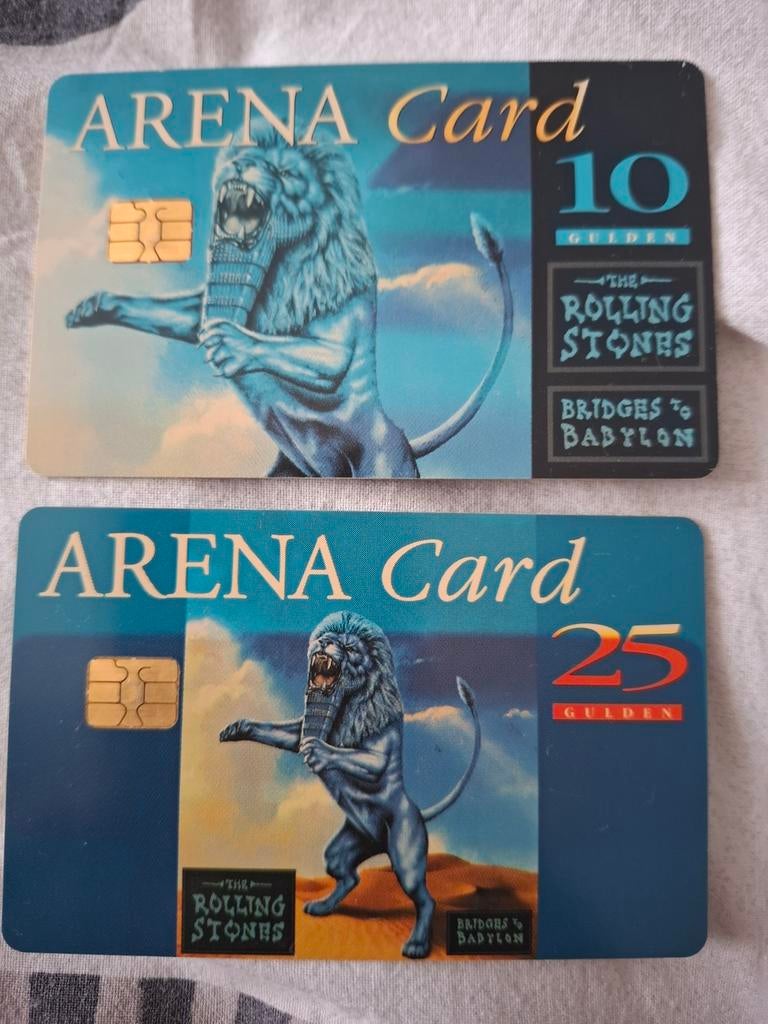 ARENA Card
10
GULDEN
THE
ROLLING
STONES
BRIDGES TO
BABYLON
ARENA Card
25
GULDEN
THE
ROLLING
STONES
BRIDGES TO
BABYLON